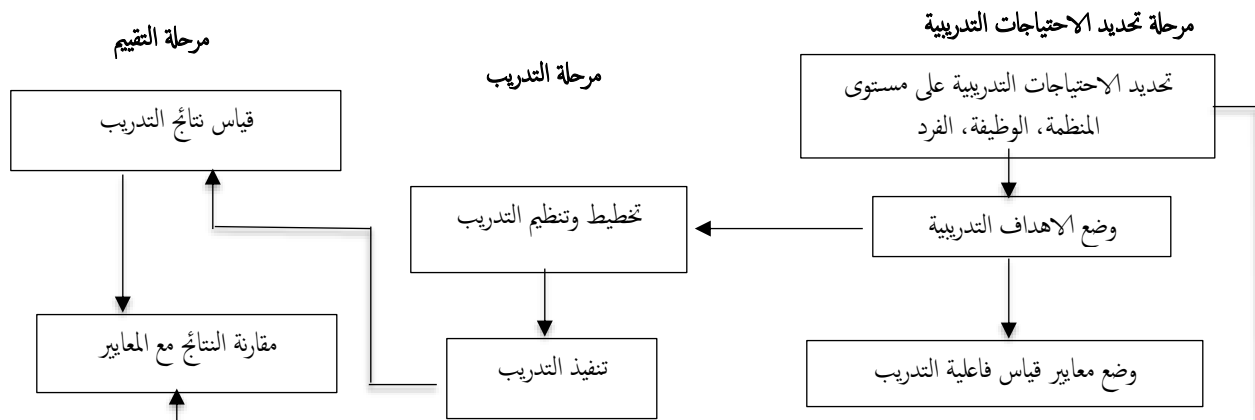 مرحلة تحديد الاحتياجات التدريبية
تحديد الاحتياجات التدريبية على مستوى
المنظمة، الوظيفة، الفرد
وضع الاهداف التدريبية
وضع معايير قياس فاعلية التدريب
مرحلة التدريب
تخطيط وتنظيم التدريب
تنفيذ التدريب
مرحلة التقييم
قياس نتائج التدريب
مقارنة النتائج مع المعايير